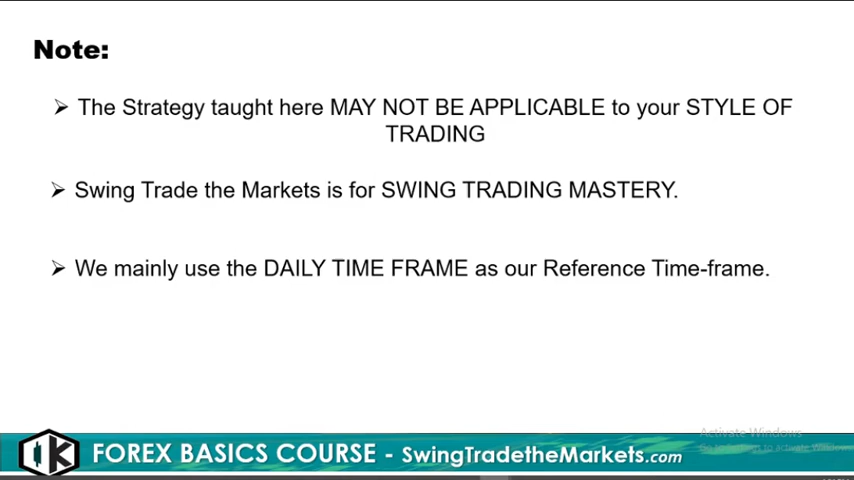 Note:
➢ The Strategy taught here MAY NOT BE APPLICABLE to your STYLE OF
TRADING
➢ Swing Trade the Markets is for SWING TRADING MASTERY.
➢ We mainly use the DAILY TIME FRAME as our Reference Time-frame.
Activate Windows
FOREX BASICS COURSE - SwingTradetheMarkets.com